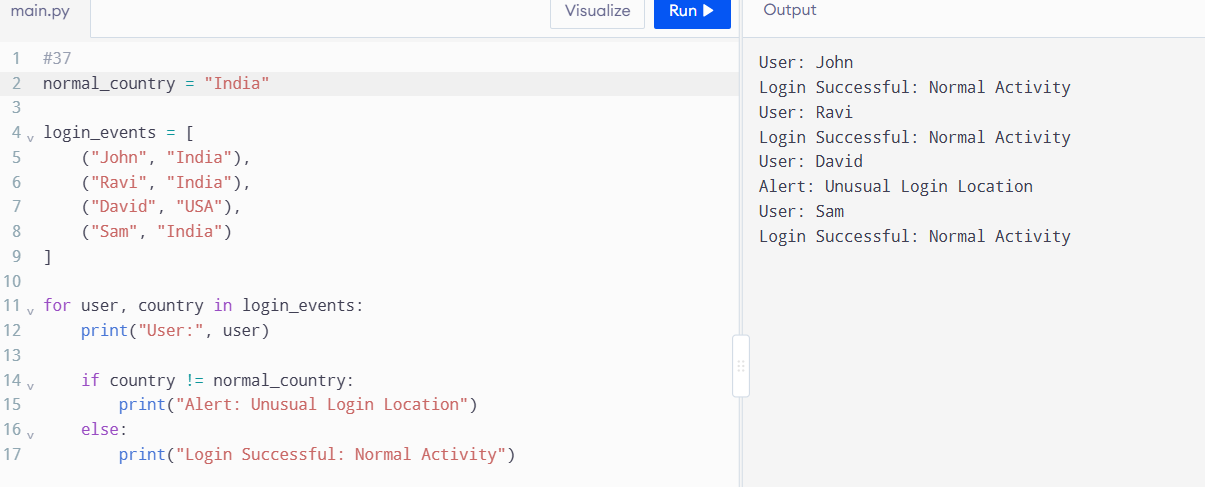 main.py
Visualize
Run
Output
1 #37
2 normal_country = "India"
3
4 login_events = [
5     ("John", "India"),
6     ("Ravi", "India"),
7     ("David", "USA"),
8     ("Sam", "India")
9 ]
10
11 for user, country in login_events:
12     print("User:", user)
13
14     if country != normal_country:
15         print("Alert: Unusual Login Location")
16     else:
17         print("Login Successful: Normal Activity")
User: John
Login Successful: Normal Activity
User: Ravi
Login Successful: Normal Activity
User: David
Alert: Unusual Login Location
User: Sam
Login Successful: Normal Activity